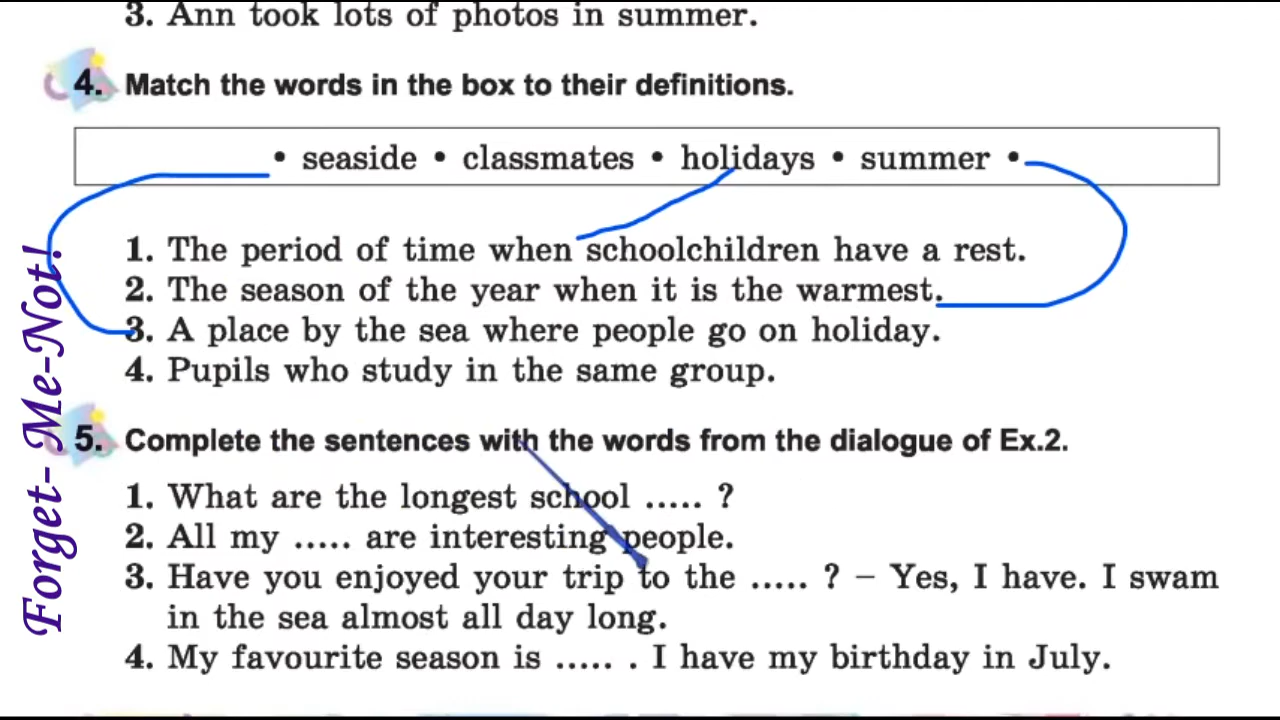 3. Ann took lots of photos in summer.
4. Match the words in the box to their definitions.
• seaside • classmates • holidays • summer •
1. The period of time when schoolchildren have a rest.
2. The season of the year when it is the warmest.
3. A place by the sea where people go on holiday.
4. Pupils who study in the same group.
5. Complete the sentences with the words from the dialogue of Ex.2.
1. What are the longest school ..... ?
2. All my ..... are interesting people.
3. Have you enjoyed your trip to the ..... ? – Yes, I have. I swam
in the sea almost all day long.
4. My favourite season is ..... . I have my birthday in July.
Forget- Me-Not!